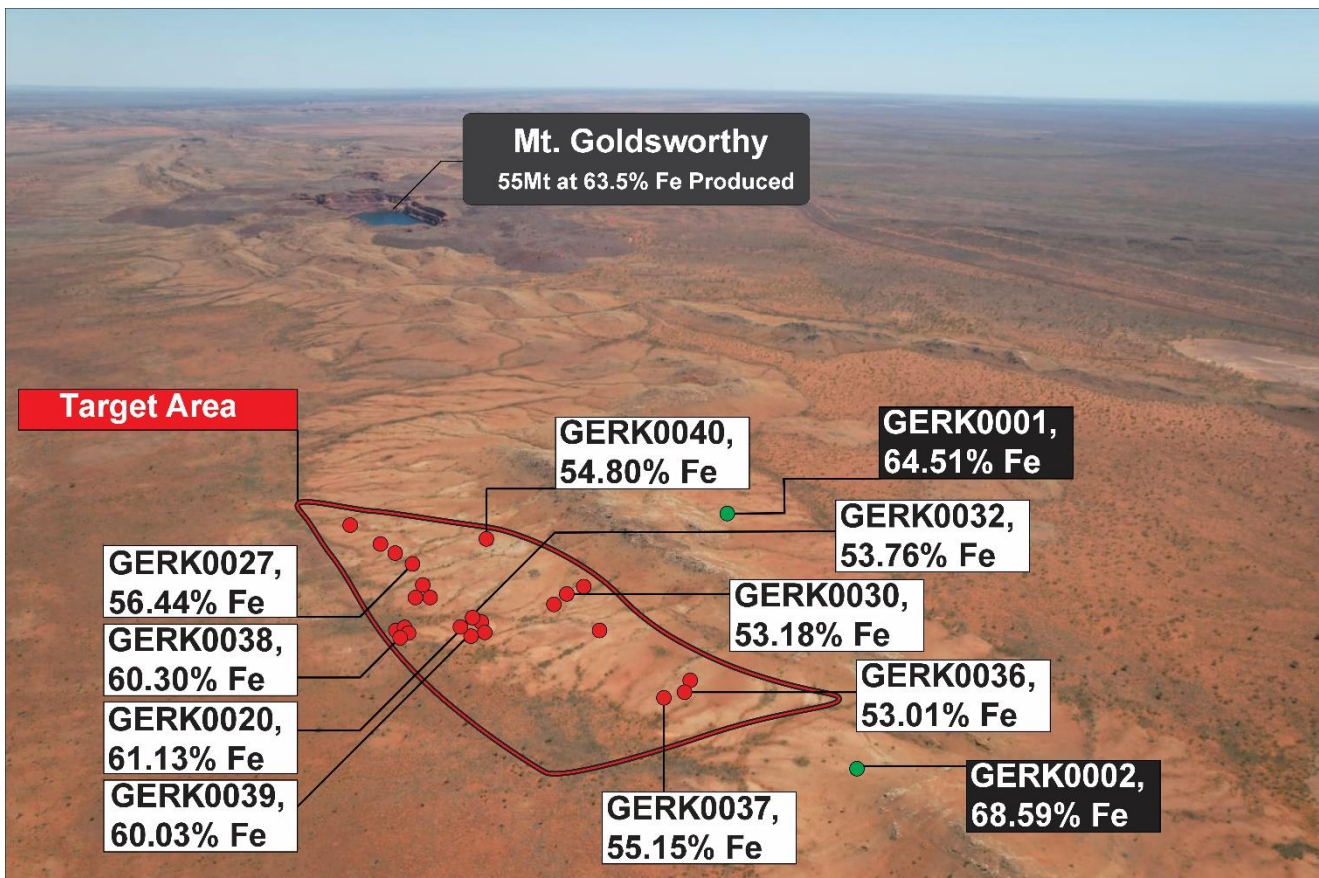 Mt. Goldsworthy
55Mt at 63.5% Fe Produced
Target Area
GERK0040,
54.80% Fe
GERK0001,
64.51% Fe
GERK0032,
53.76% Fe
GERK0027,
56.44% Fe
GERK0030,
53.18% Fe
GERK0038,
60.30% Fe
GERK0036,
53.01% Fe
GERK0020,
61.13% Fe
GERK0039,
60.03% Fe
GERK0037,
55.15% Fe
GERK0002,
68.59% Fe